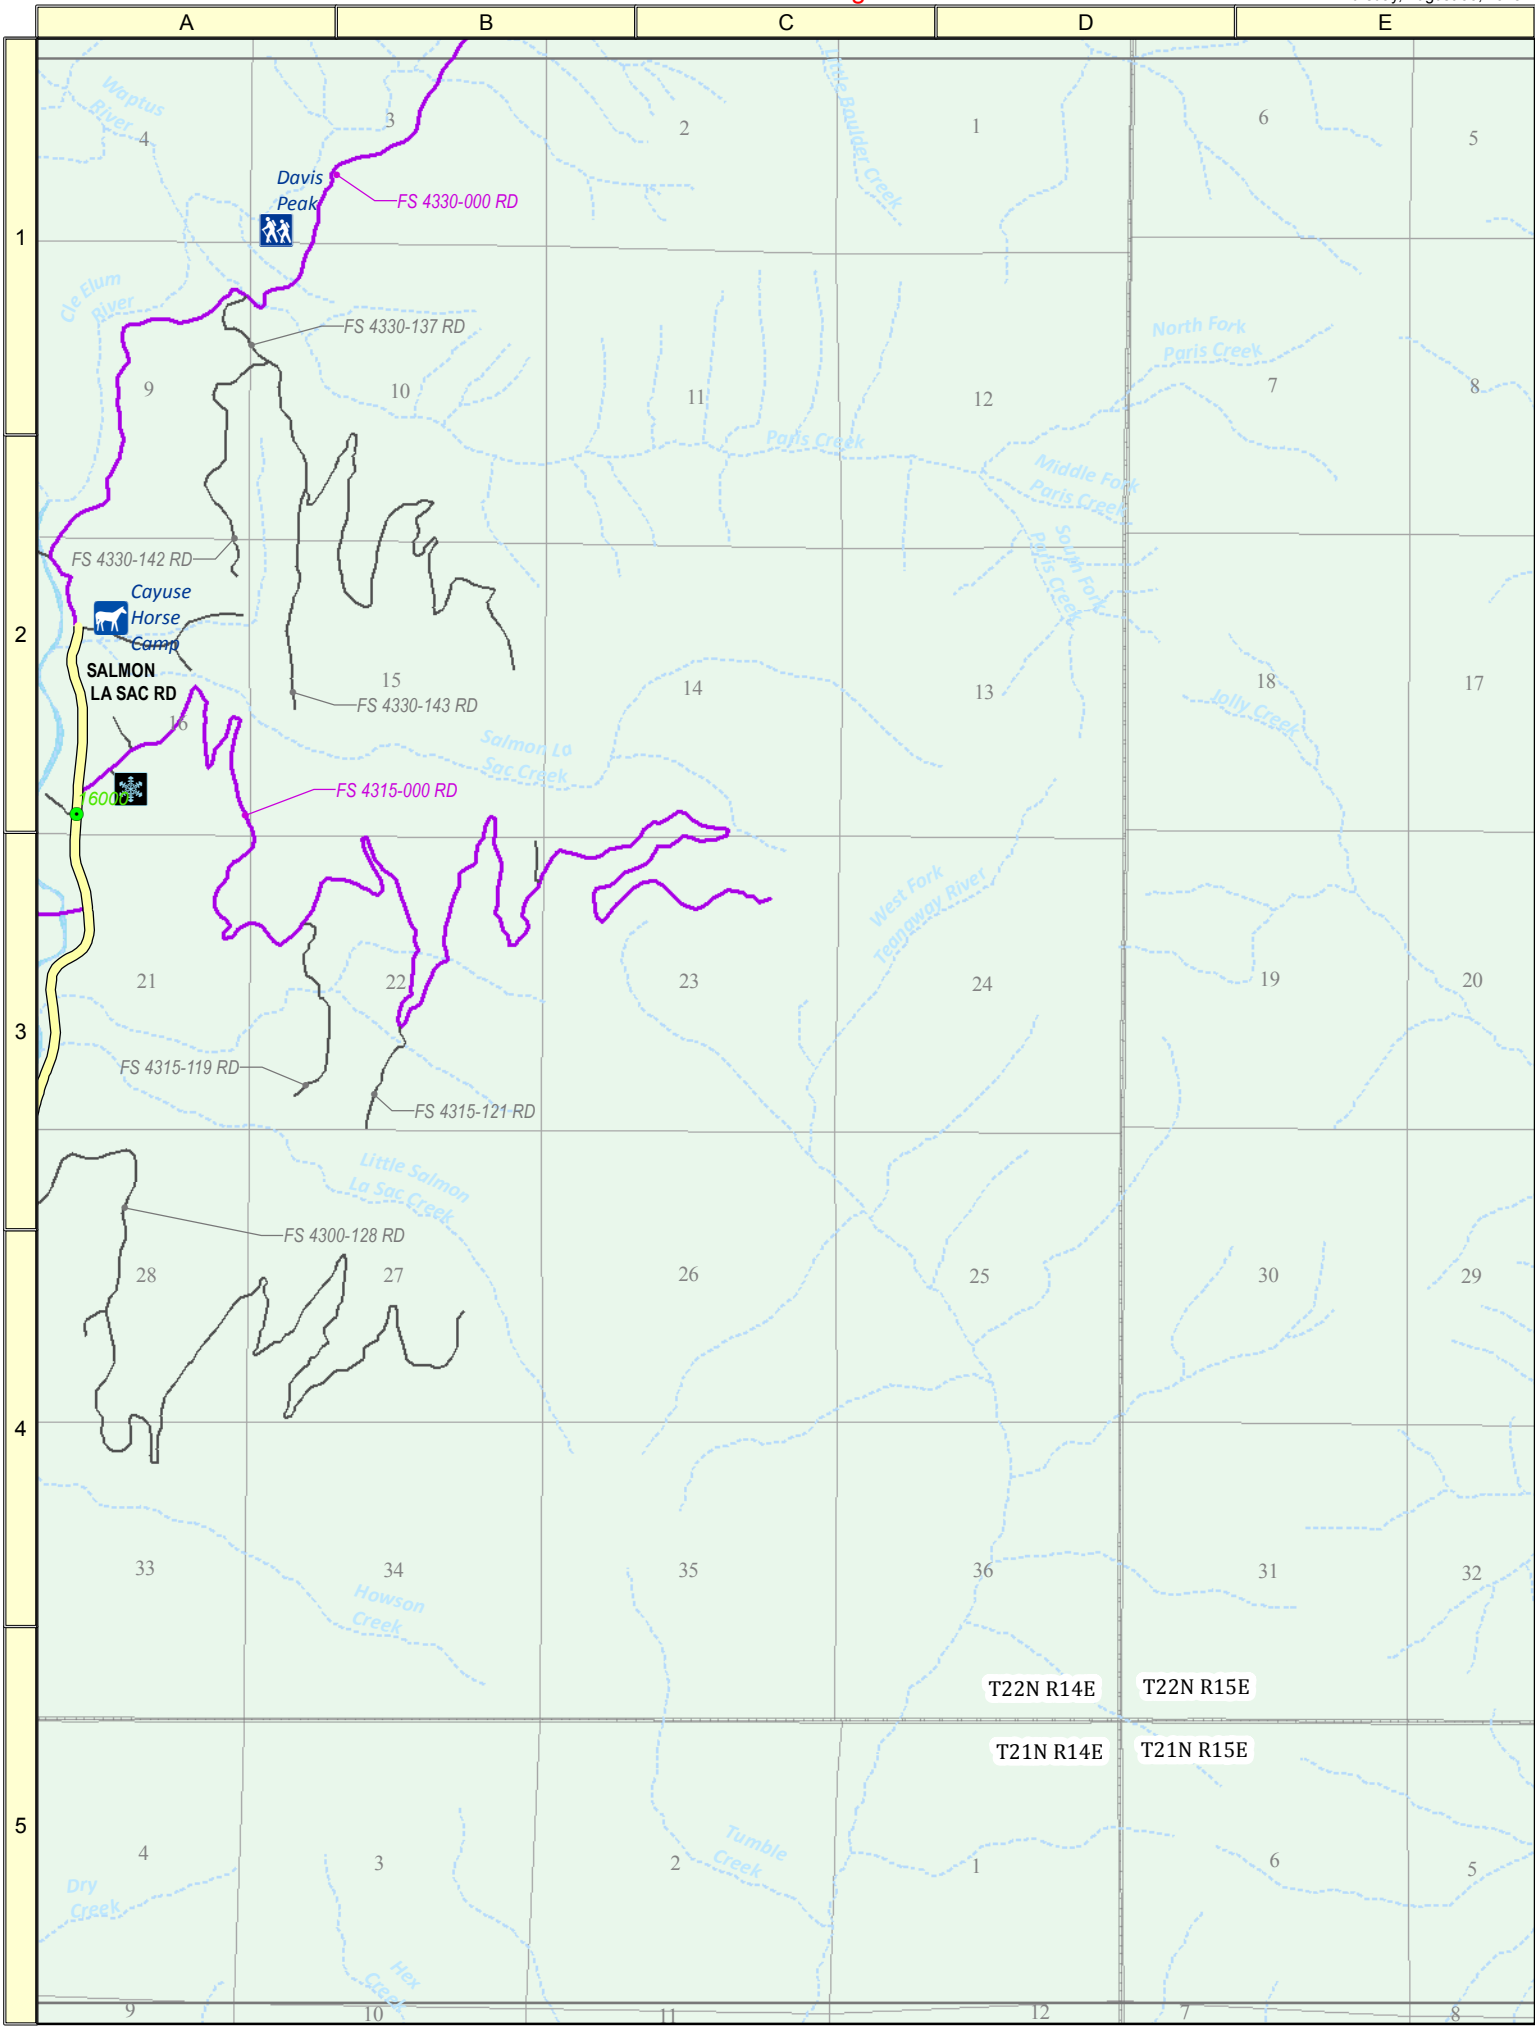 A B C D E
1
2
3
4
5
Waptus
River
4
3
2
1
6
5
Little Boulder Creek
Davis
Peak
FS 4330-000 RD
Cle Elum
River
FS 4330-137 RD
North Fork
Paris Creek
9
10
11
12
7
8
Paris Creek
Middle Fork
Paris Creek
South Fork
Paris Creek
FS 4330-142 RD
Cayuse
Horse
Camp
SALMON
LA SAC RD
16
15
14
13
18
17
FS 4330-143 RD
Jolly Creek
Salmon La
Sac Creek
FS 4315-000 RD
16000
West Fork
Teanaway River
21
22
23
24
19
20
FS 4315-119 RD
FS 4315-121 RD
Little Salmon
La Sac Creek
FS 4300-128 RD
28
27
26
25
30
29
33
34
35
36
31
32
Howson
Creek
T22N R14E
T22N R15E
T21N R14E
T21N R15E
4
3
2
1
6
5
Tumble
Creek
Dry
Creek
Hex
Creek
9
10
11
12
7
8